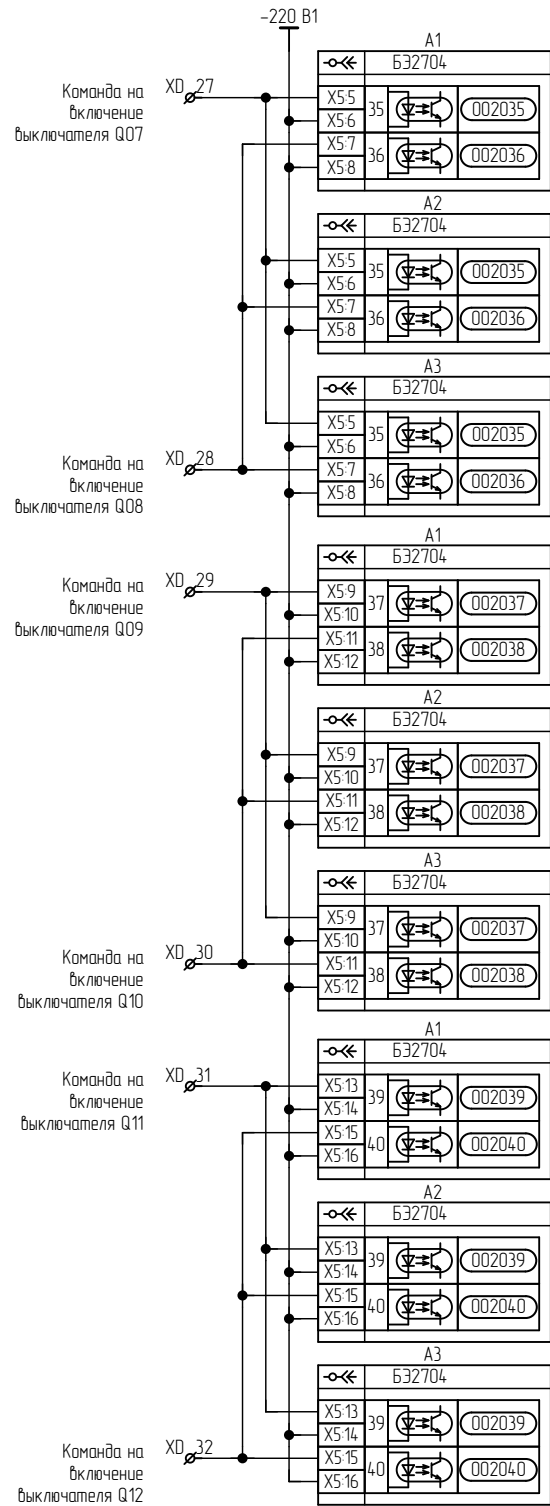 -220 В1
А1
БЭ2704
Команда на
включение
выключателя Q07
XD 27
X5:5
35
002035
X5:6
X5:7
36
002036
X5:8
А2
БЭ2704
X5:5
35
002035
X5:6
X5:7
36
002036
X5:8
А3
БЭ2704
X5:5
35
002035
X5:6
Команда на
включение
выключателя Q08
XD 28
X5:7
36
002036
X5:8
А1
БЭ2704
Команда на
включение
выключателя Q09
XD 29
X5:9
37
002037
X5:10
X5:11
38
002038
X5:12
А2
БЭ2704
X5:9
37
002037
X5:10
X5:11
38
002038
X5:12
А3
БЭ2704
X5:9
37
002037
X5:10
Команда на
включение
выключателя Q10
XD 30
X5:11
38
002038
X5:12
А1
БЭ2704
Команда на
включение
выключателя Q11
XD 31
X5:13
39
002039
X5:14
X5:15
40
002040
X5:16
А2
БЭ2704
X5:13
39
002039
X5:14
X5:15
40
002040
X5:16
А3
БЭ2704
X5:13
39
002039
X5:14
Команда на
включение
выключателя Q12
XD 32
X5:15
40
002040
X5:16